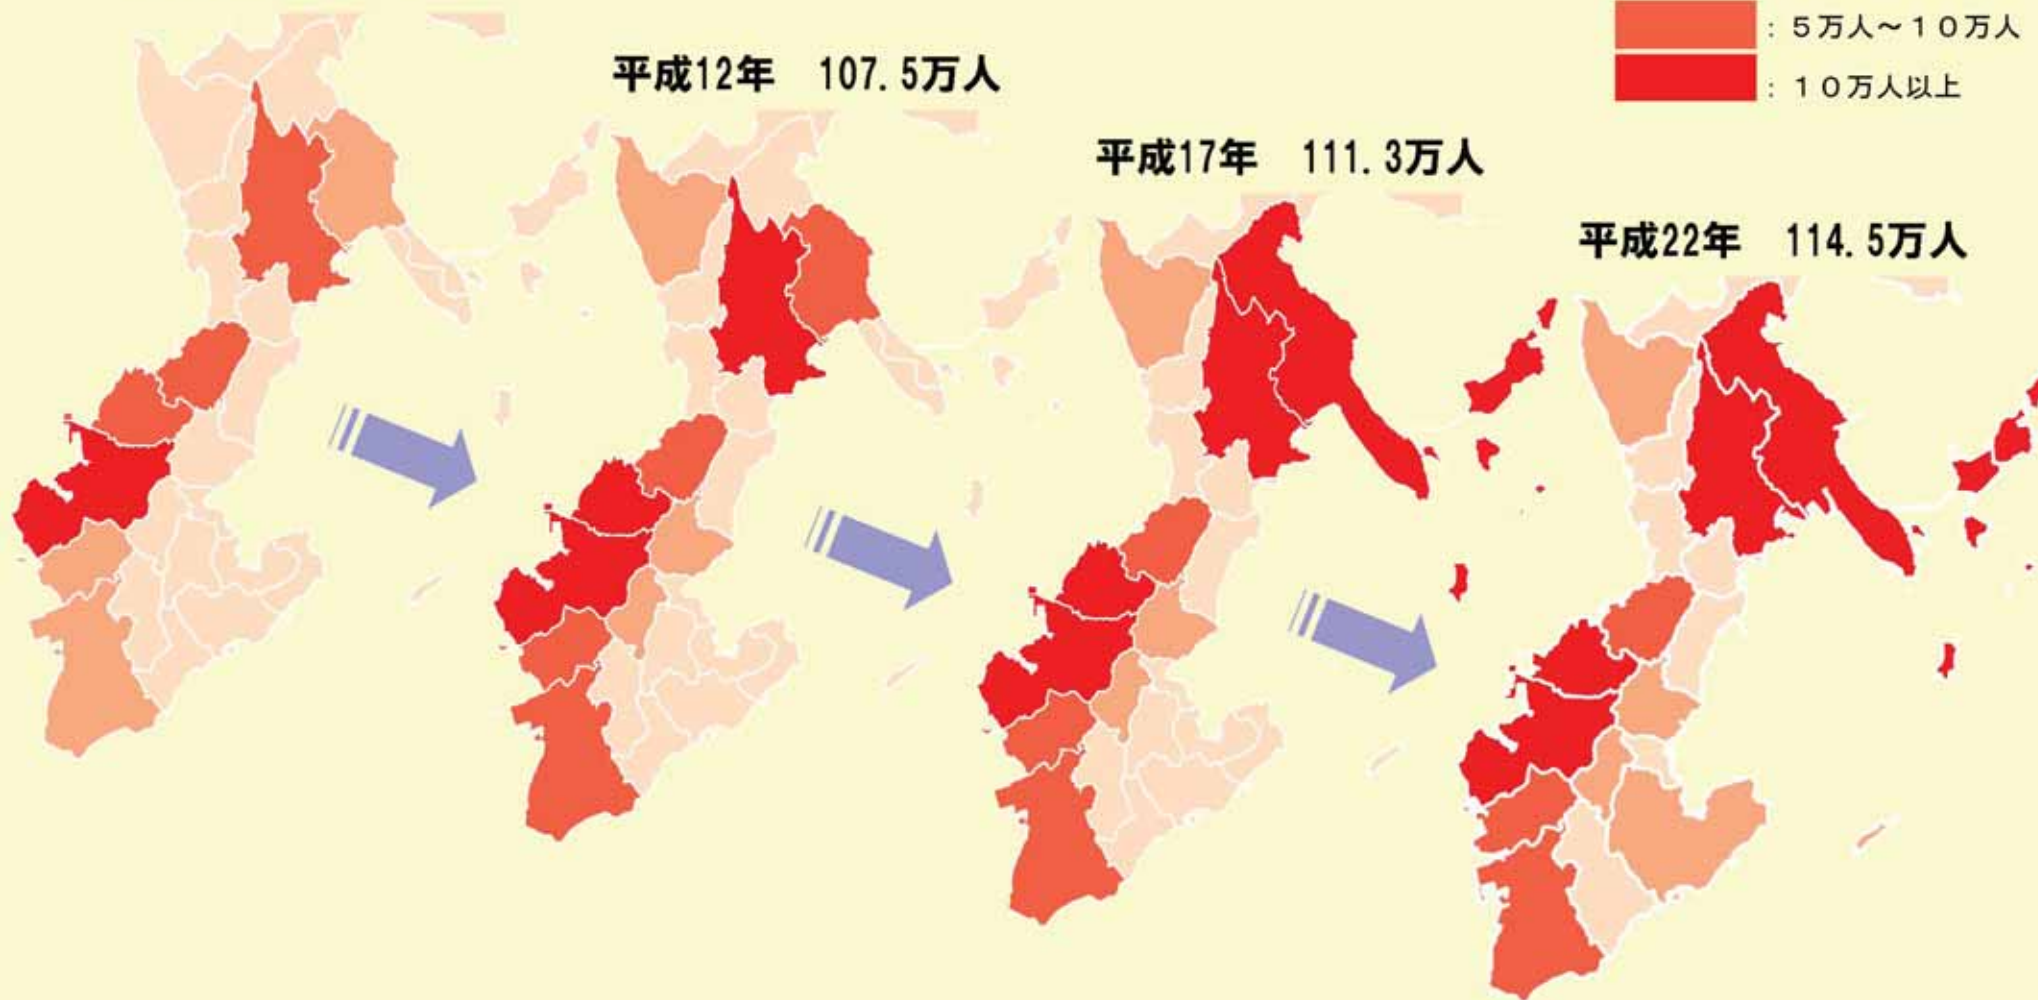 ：５万人～１０万人
：１０万人以上
平成12年　107.5万人
平成17年　111.3万人
平成22年　114.5万人